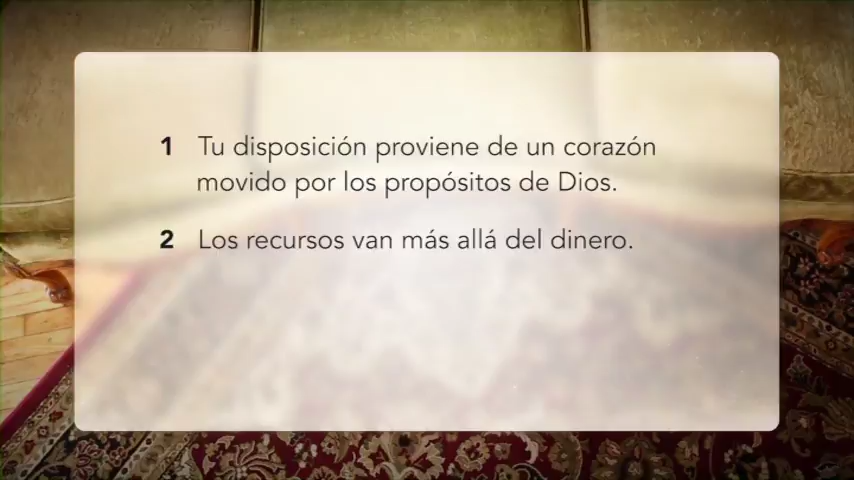 1 Tu disposición proviene de un corazón
movido por los propósitos de Dios.
2 Los recursos van más allá del dinero.